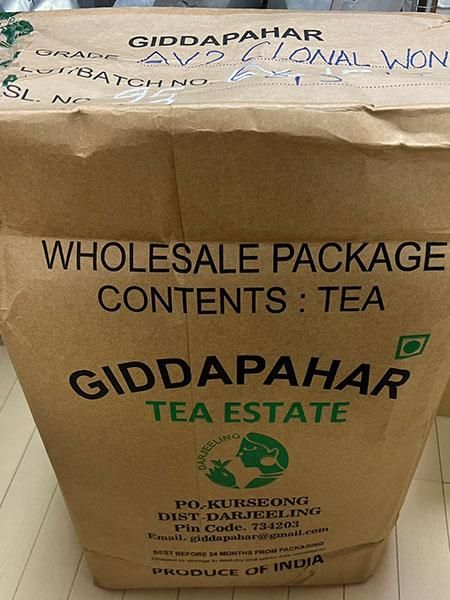 GIDDAPAHAR
GRADE AV2 CLONAL WON
LOT/BATCH NO. EX
SL. NO. 94
WHOLESALE PACKAGE
CONTENTS : TEA
GIDDAPAHAR
TEA ESTATE
DARJEELING
PO.-KURSEONG
DIST-DARJEELING
Pin Code. 734203
Email. giddapahar@gmail.com
BEST BEFORE 24 MONTHS FROM PACKAGING
PRODUCE OF INDIA